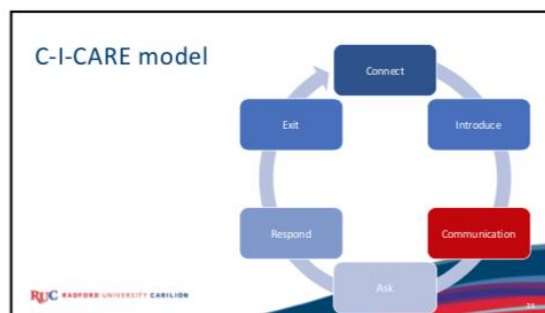 C-I-CARE model
Connect
Introduce
Communication
Ask
Respond
Exit
RUC RADFORD UNIVERSITY CARILION